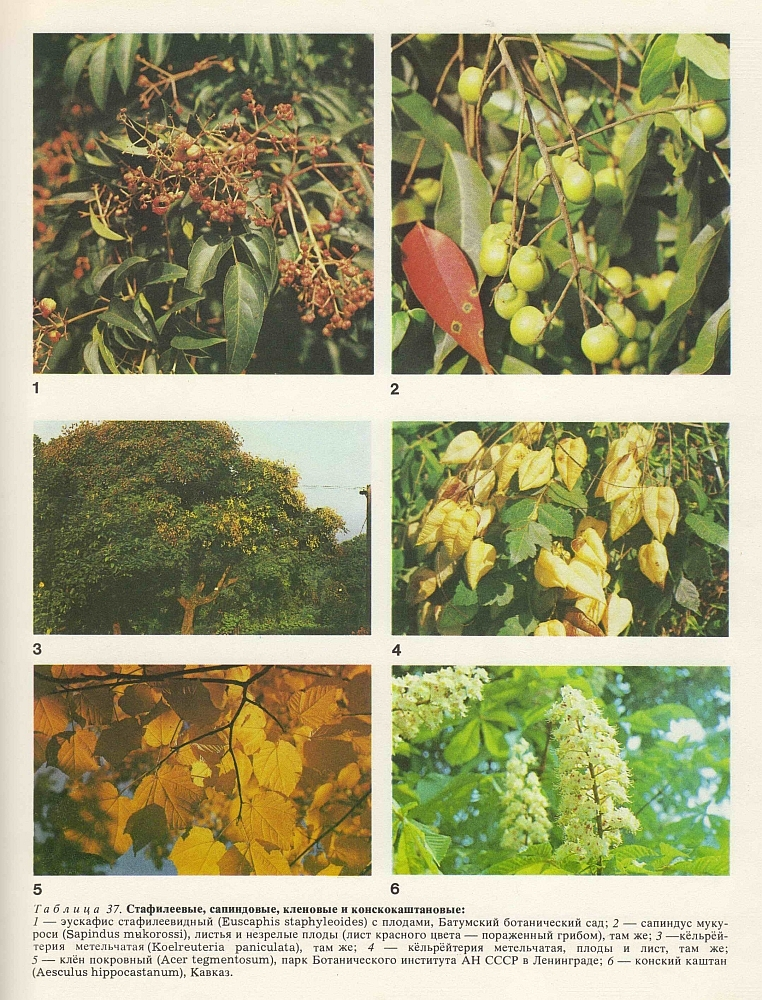 1
2
3
4
5
6
Таблица 37. Стафилеевые, сапиндовые, кленовые и конскокаштановые:
1 — эускафис стафилеевидный (Euscaphis staphyleoides) с плодами, Батумский ботанический сад; 2 — сапиндус муку-
роси (Sapindus mukorossi), листья и незрелые плоды (лист красного цвета — пораженный грибом), там же; 3 —кёльрёй-
терия метельчатая (Koelreuteria paniculata), там же; 4 — кёльрёйтерия метельчатая, плоды и лист, там же;
5 — клён покровный (Acer tegmentosum), парк Ботанического института АН СССР в Ленинграде; 6 — конский каштан
(Aesculus hippocastanum), Кавказ.